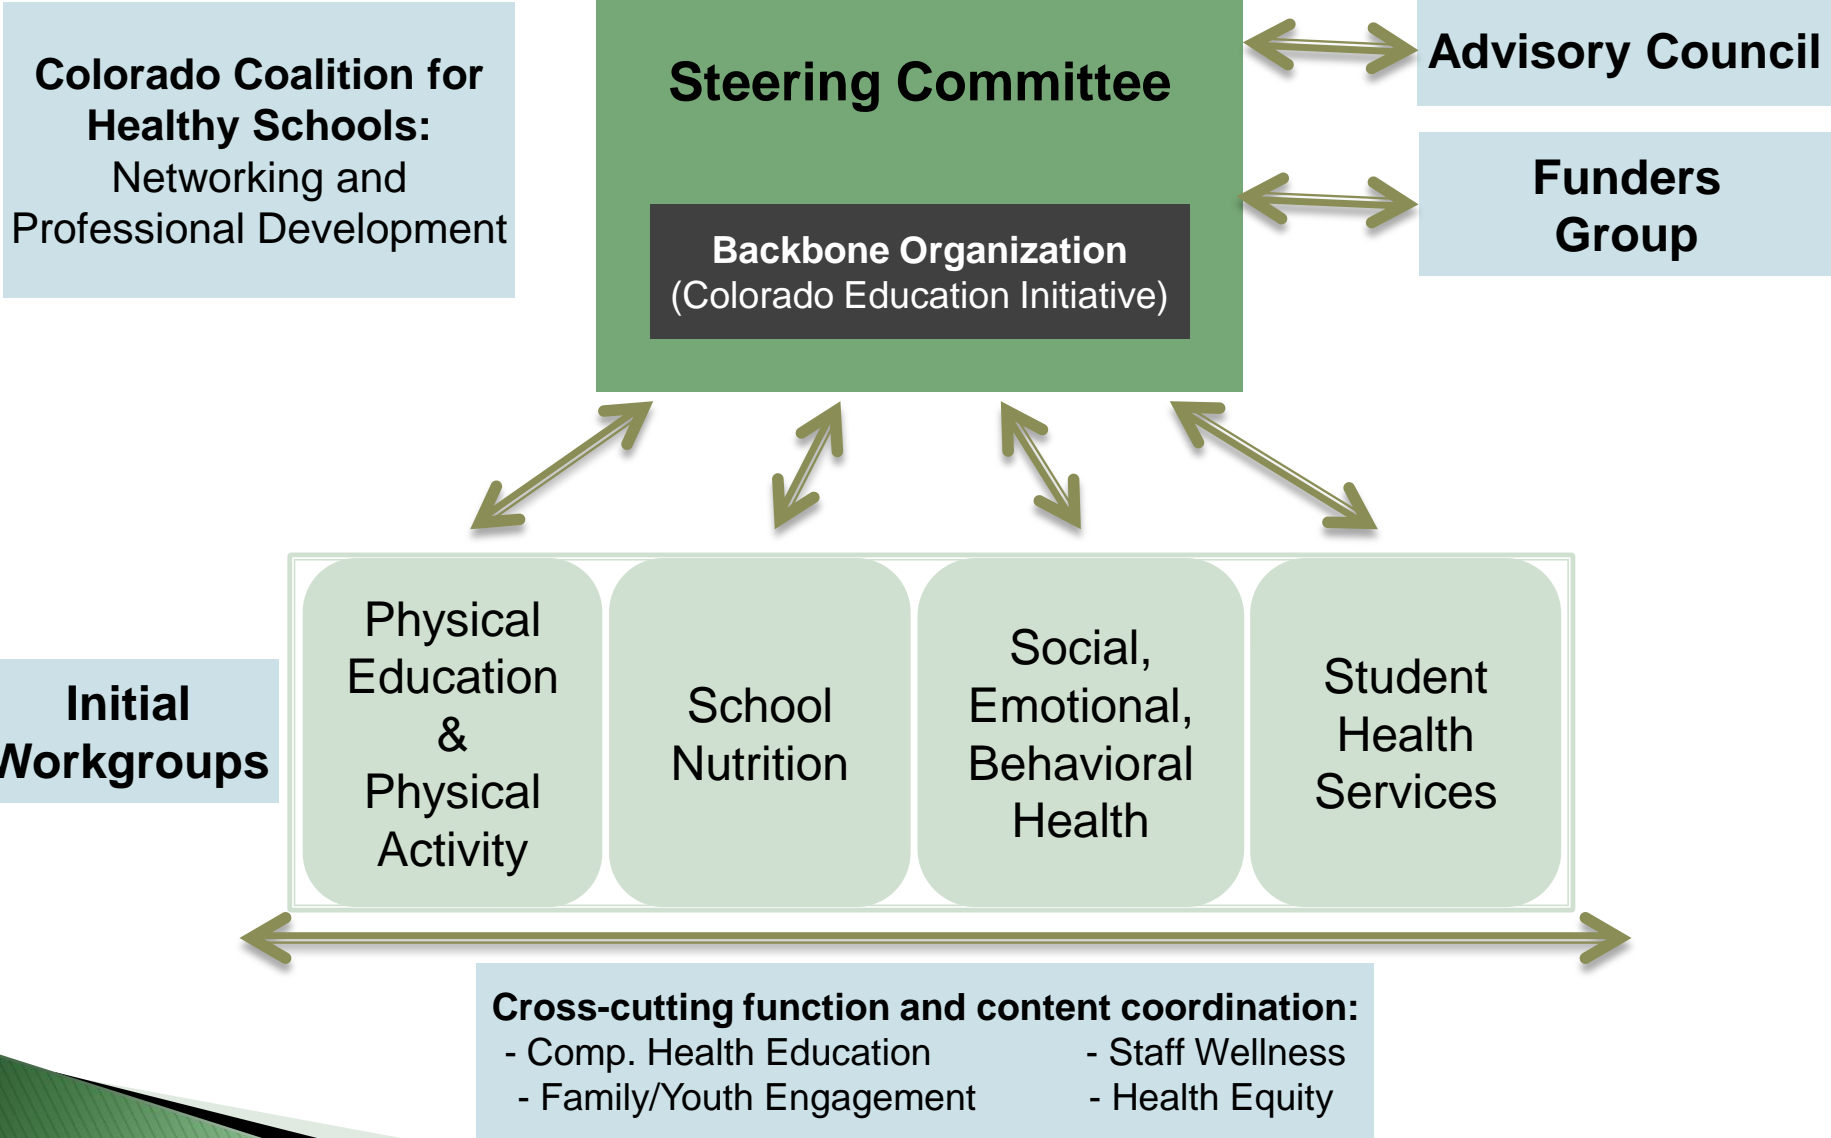 Colorado Coalition for
Healthy Schools:
Networking and
Professional Development
Steering Committee
Backbone Organization
(Colorado Education Initiative)
Advisory Council
Funders
Group
Initial
Workgroups
Physical
Education
&
Physical
Activity
School
Nutrition
Social,
Emotional,
Behavioral
Health
Student
Health
Services
Cross-cutting function and content coordination:
- Comp. Health Education - Staff Wellness
- Family/Youth Engagement - Health Equity